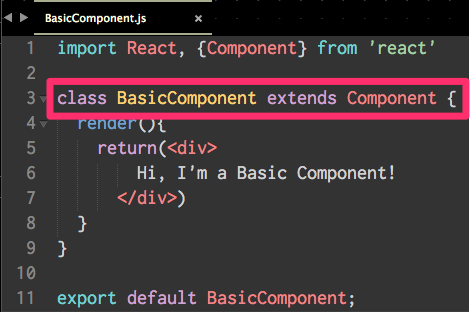 BasicComponent.js ×
1 import React, {Component} from 'react'
2
3 class BasicComponent extends Component {
4 render(){
5 return(<div>
6 Hi, I'm a Basic Component!
7 </div>)
8 }
9 }
10
11 export default BasicComponent;